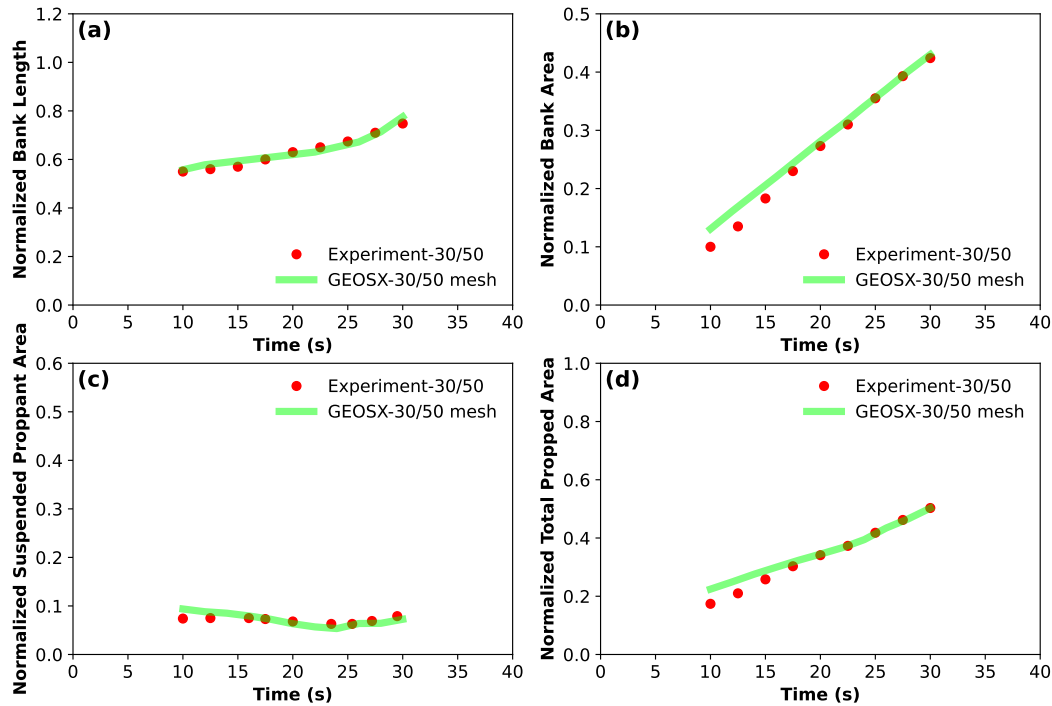 (a)
Normalized Bank Length
1.2
1.0
0.8
0.6
0.4
0.2
0.0
Experiment-30/50
GEOSX-30/50 mesh
0 5 10 15 20 25 30 35 40
Time (s)
(b)
Normalized Bank Area
0.5
0.4
0.3
0.2
0.1
0.0
Experiment-30/50
GEOSX-30/50 mesh
0 5 10 15 20 25 30 35 40
Time (s)
(c)
Normalized Suspended Proppant Area
0.6
0.5
0.4
0.3
0.2
0.1
0.0
Experiment-30/50
GEOSX-30/50 mesh
0 5 10 15 20 25 30 35 40
Time (s)
(d)
Normalized Total Propped Area
1.0
0.8
0.6
0.4
0.2
0.0
Experiment-30/50
GEOSX-30/50 mesh
0 5 10 15 20 25 30 35 40
Time (s)